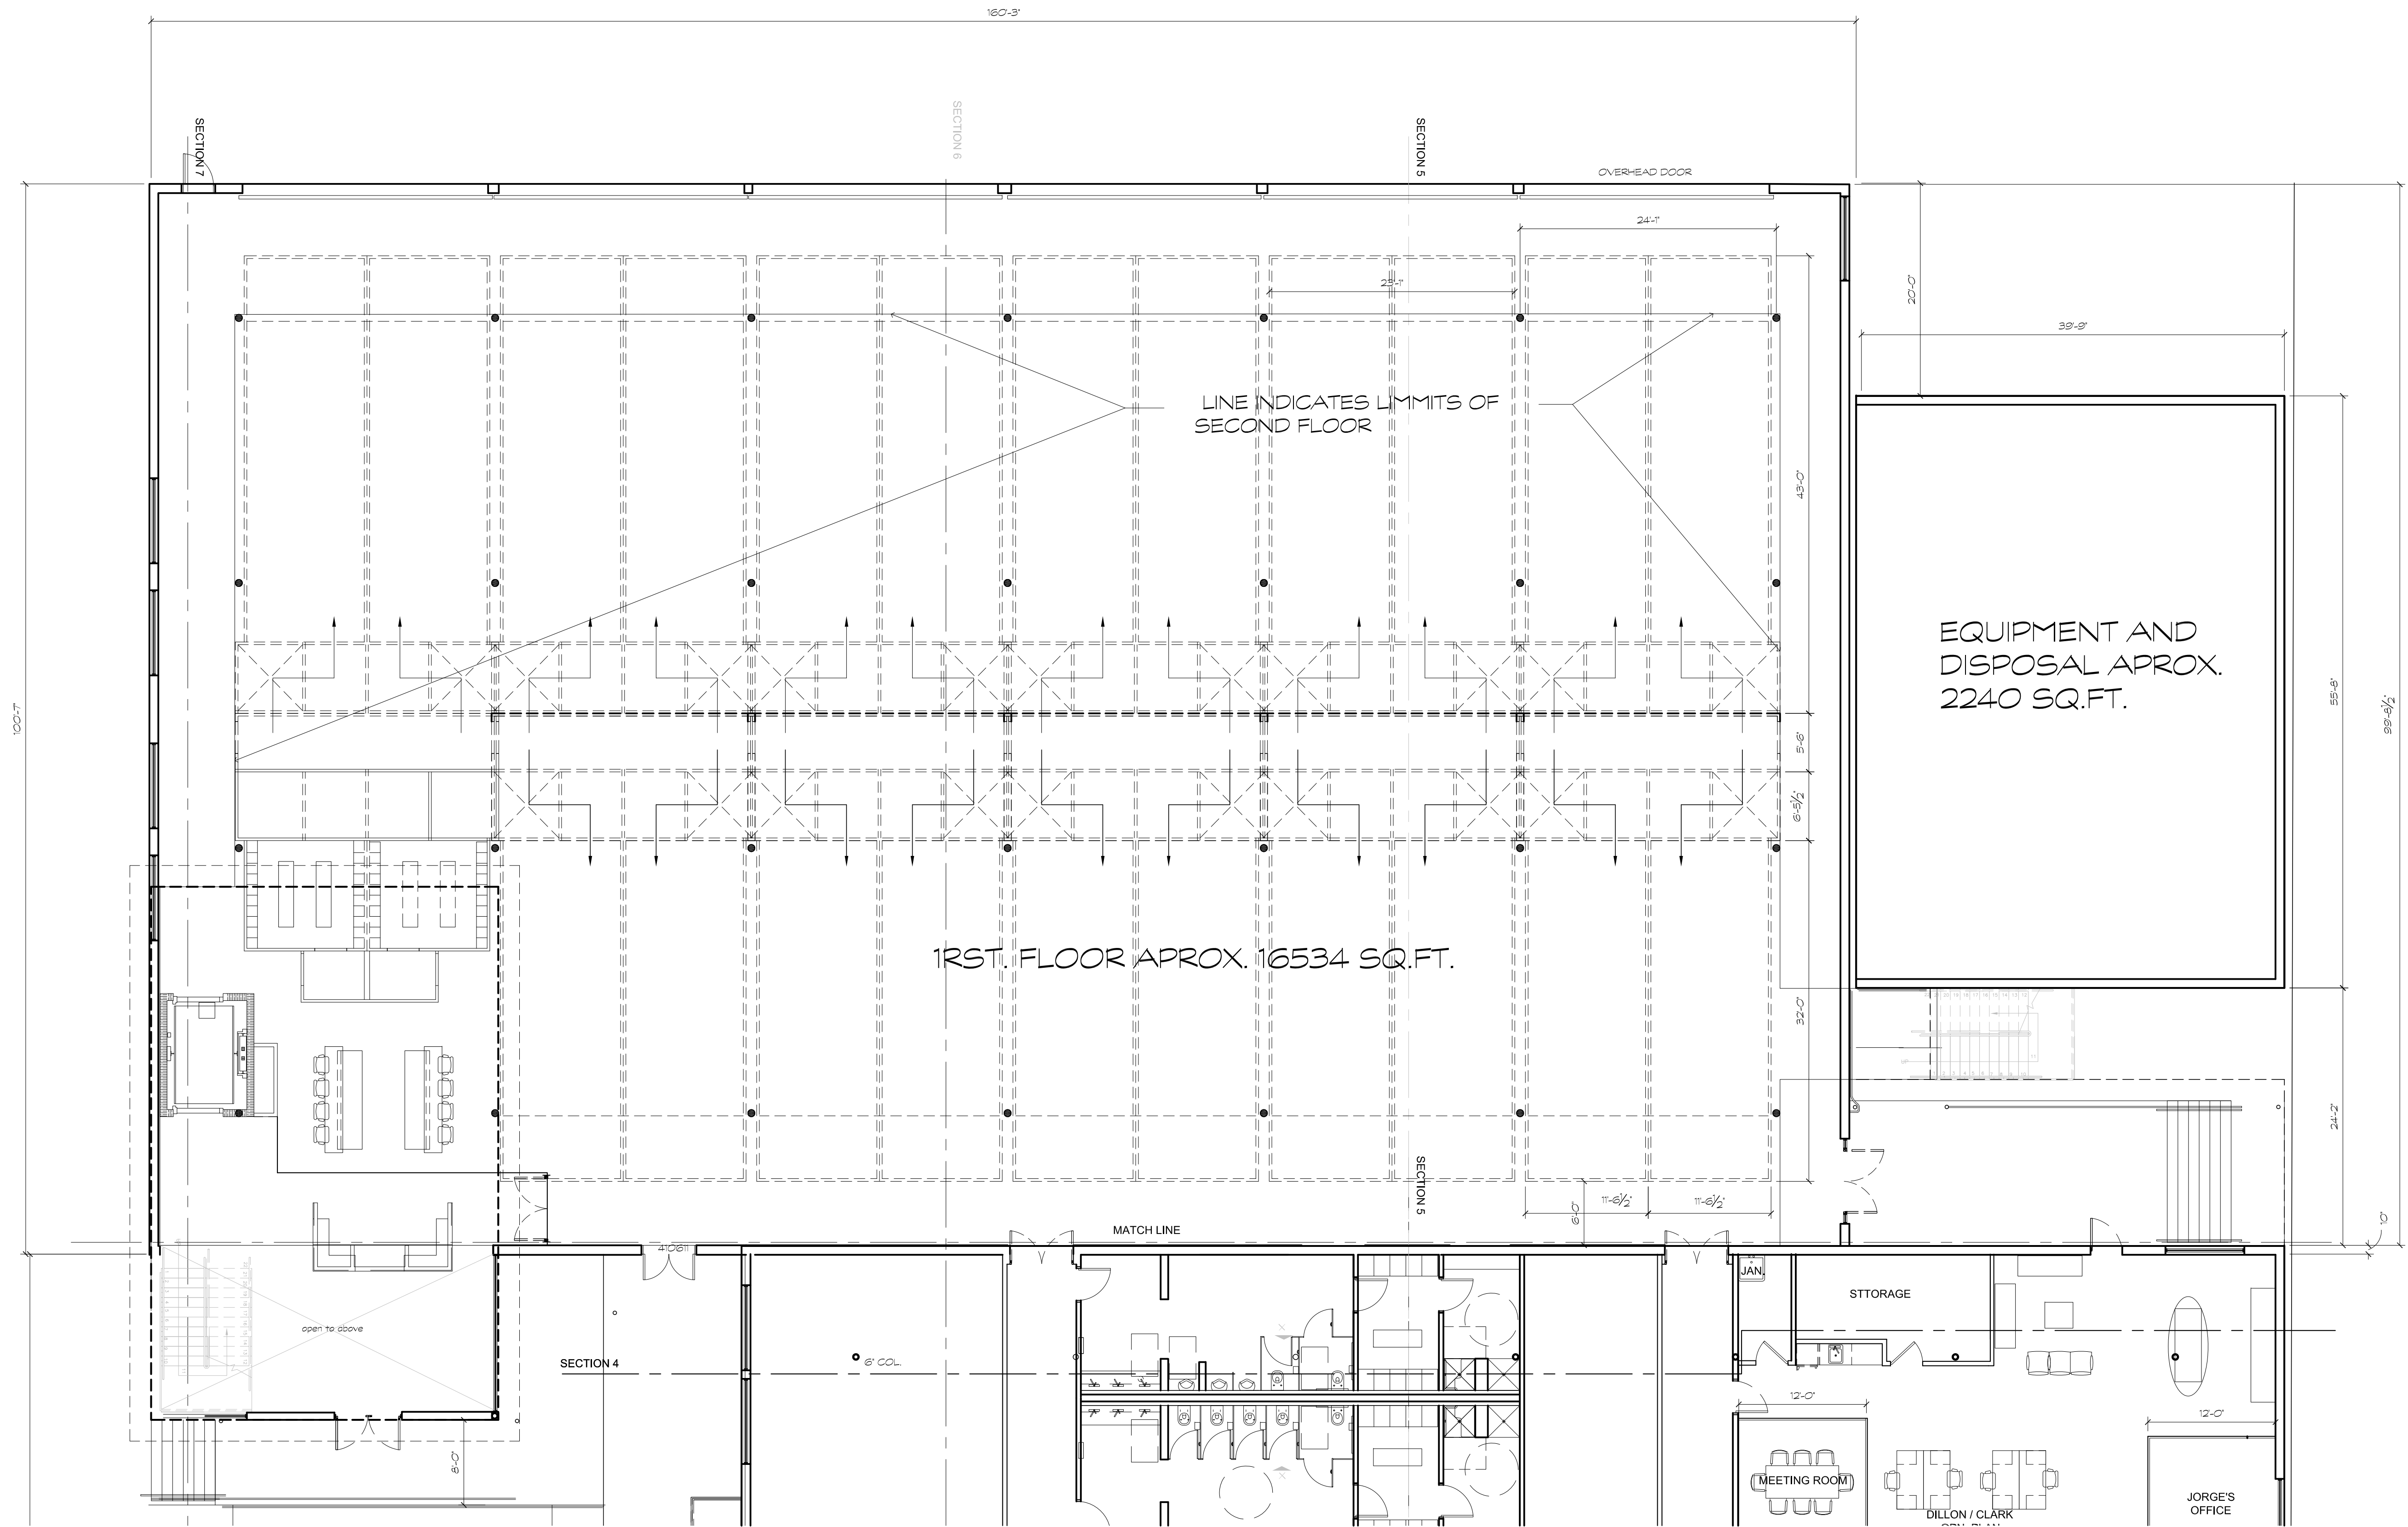 160'-3"
SECTION 7
SECTION 6
SECTION 5
OVERHEAD DOOR
24'-1"
23'-1"
20'-0"
39'-9"
LINE INDICATES LIMMITS OF
SECOND FLOOR
43'-0"
EQUIPMENT AND
DISPOSAL APROX.
2240 SQ.FT.
100'-7"
55'-8"
99'-8½"
5'-6"
6'-5½"
1RST. FLOOR APROX. 16534 SQ.FT.
32'-0"
24'-2"
SECTION 5
11'-6½"
11'-6½"
6'-0"
MATCH LINE
10"
410611
JAN.
STTORAGE
open to above
SECTION 4
6" COL.
12'-0"
12'-0"
8'-0"
MEETING ROOM
JORGE'S
OFFICE
DILLON / CLARK